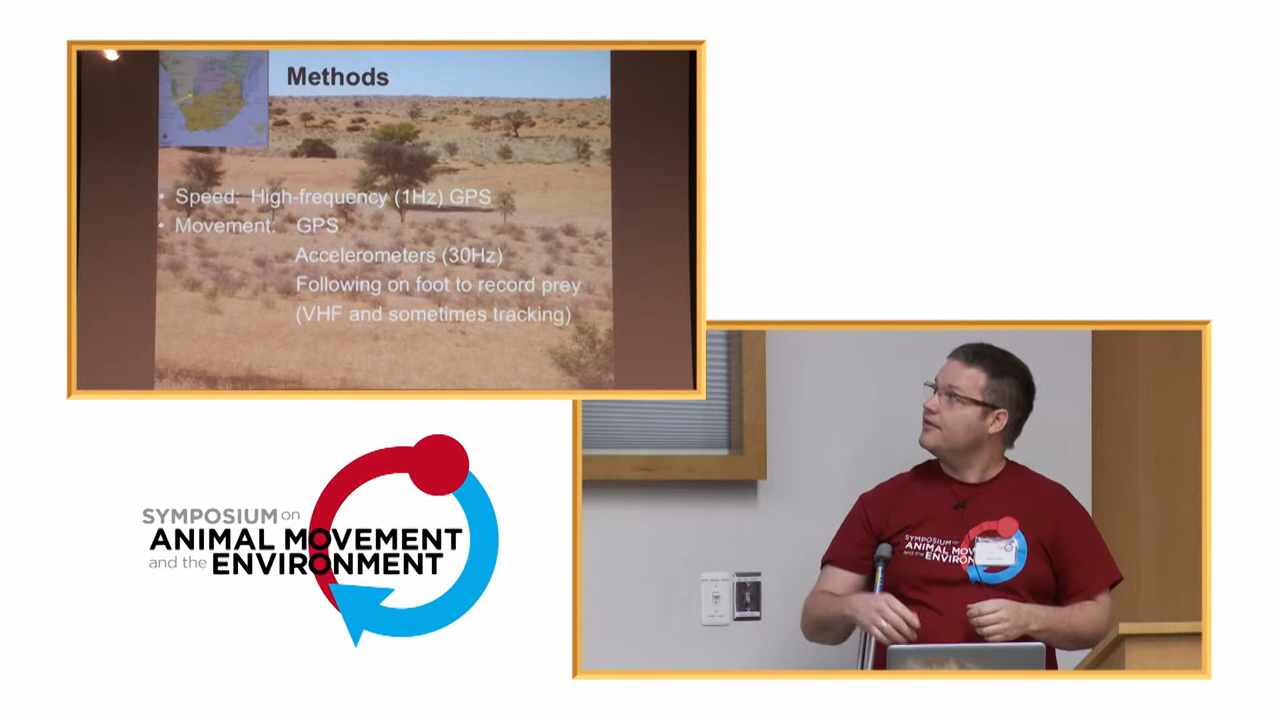 Methods
• Speed: High-frequency (1Hz) GPS
• Movement: GPS
Accelerometers (30Hz)
Following on foot to record prey
(VHF and sometimes tracking)
SYMPOSIUM on
ANIMAL MOVEMENT
and the ENVIRONMENT
SYMPOSIUM on
ANIMAL MOV
and the ENVIRON